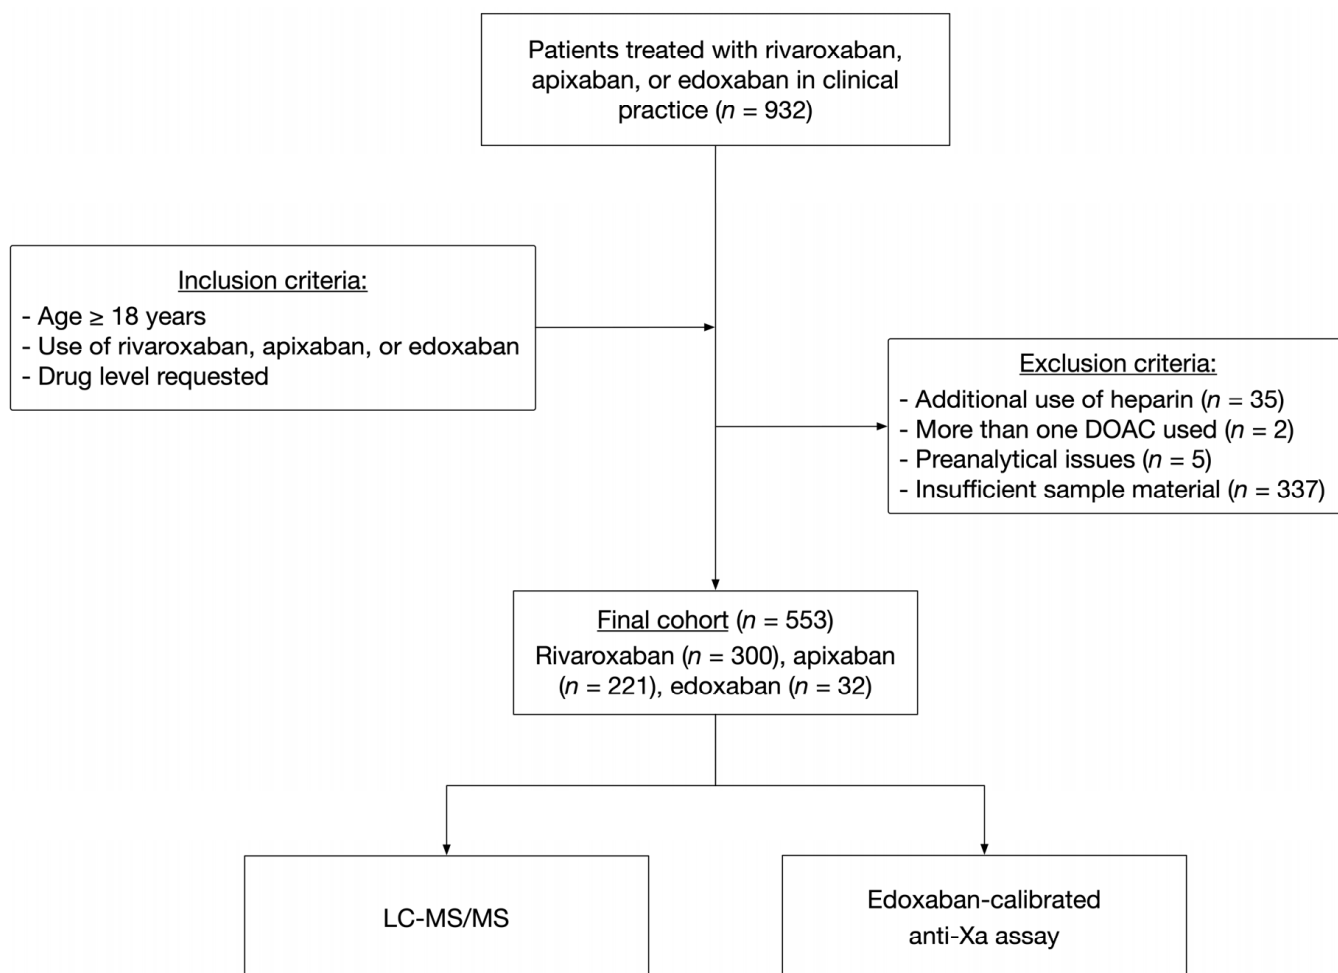 Patients treated with rivaroxaban,
apixaban, or edoxaban in clinical
practice (n = 932)
Inclusion criteria:
- Age ≥ 18 years
- Use of rivaroxaban, apixaban, or edoxaban
- Drug level requested
Exclusion criteria:
- Additional use of heparin (n = 35)
- More than one DOAC used (n = 2)
- Preanalytical issues (n = 5)
- Insufficient sample material (n = 337)
Final cohort (n = 553)
Rivaroxaban (n = 300), apixaban
(n = 221), edoxaban (n = 32)
LC-MS/MS
Edoxaban-calibrated
anti-Xa assay